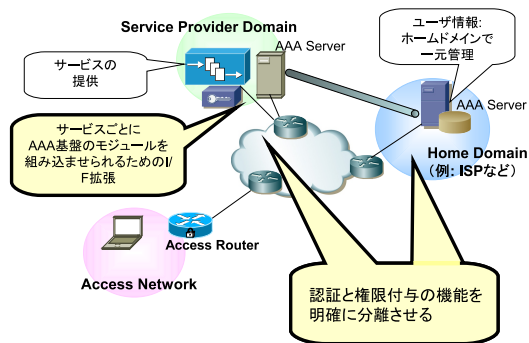 Service Provider Domain
AAA Server
サービスの
提供
ユーザ情報:
ホームドメインで
一元管理
AAA Server
サービスごとに
AAA基盤のモジュールを
組み込ませられるためのI/
F拡張
Home Domain
(例: ISPなど)
Access Router
Access Network
認証と権限付与の機能を
明確に分離させる